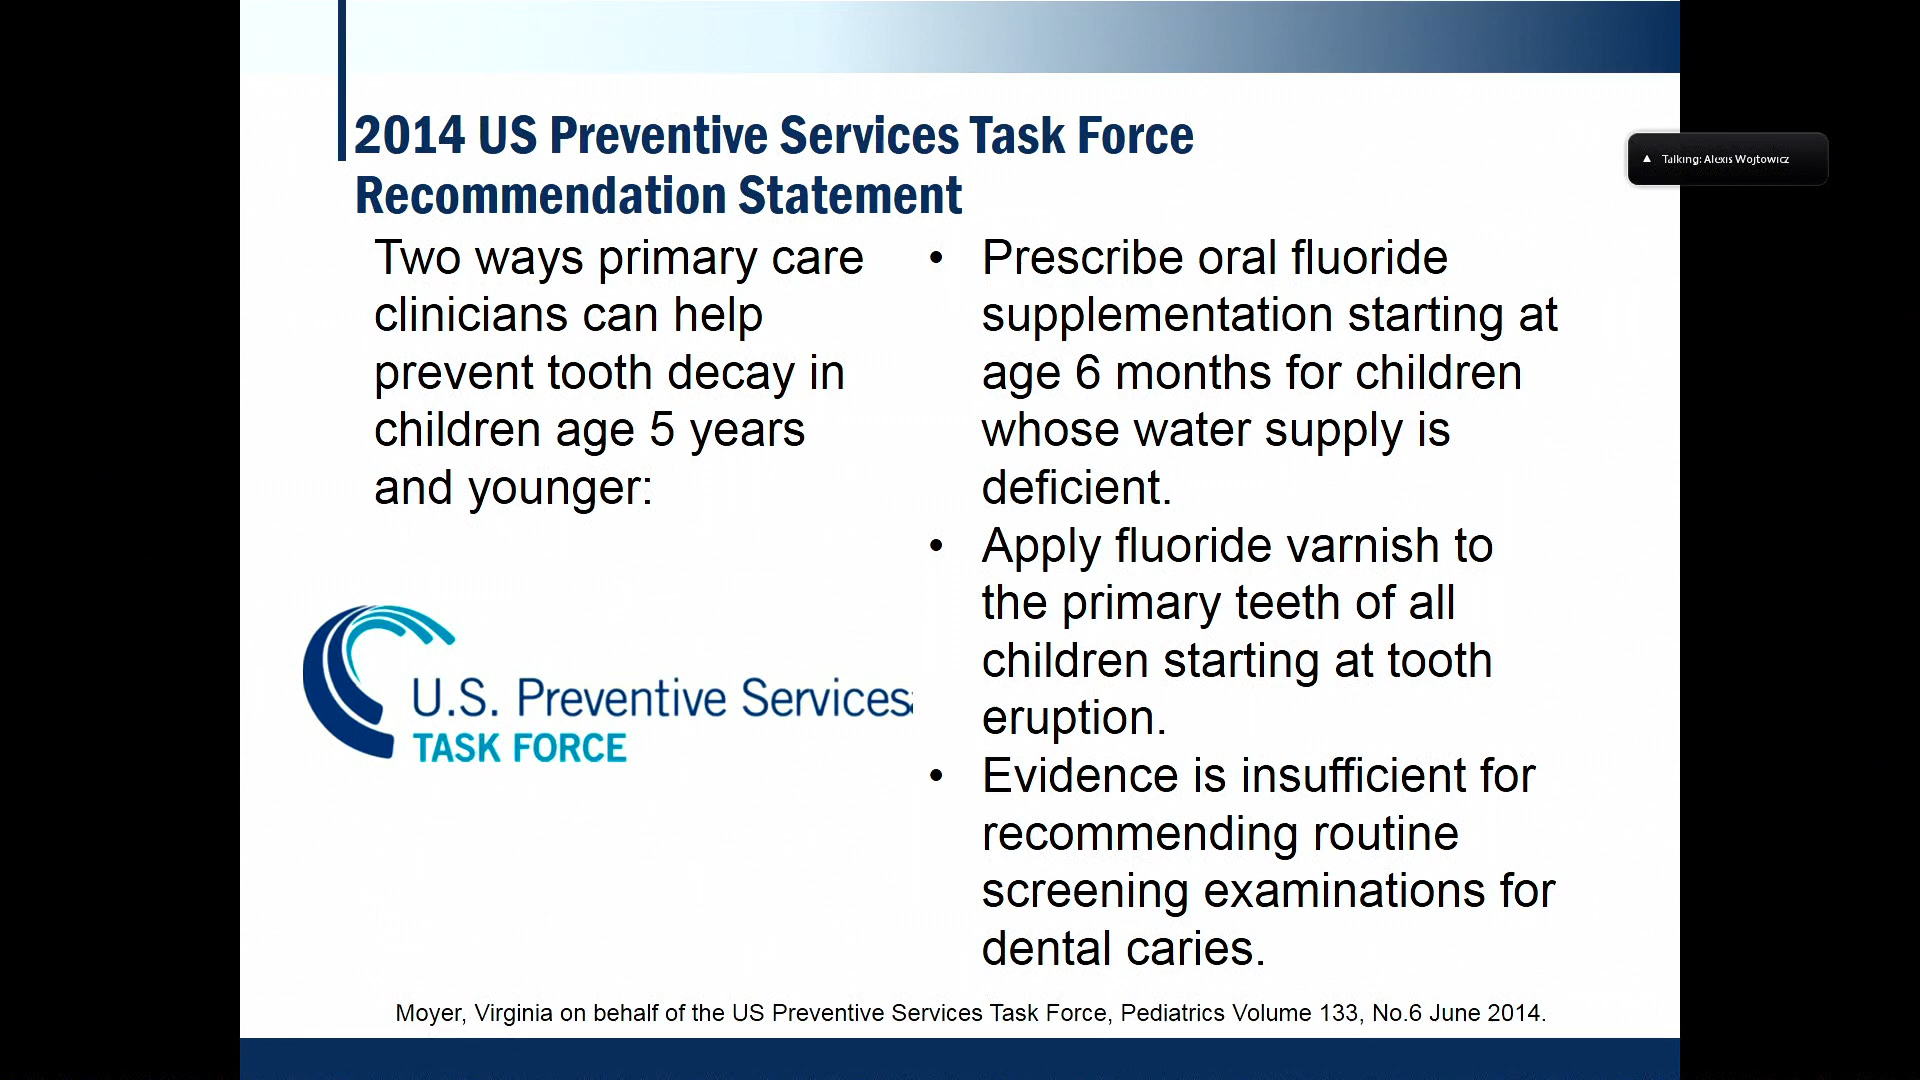 2014 US Preventive Services Task Force
Recommendation Statement
Two ways primary care
clinicians can help
prevent tooth decay in
children age 5 years
and younger:
U.S. Preventive Services
TASK FORCE
• Prescribe oral fluoride
supplementation starting at
age 6 months for children
whose water supply is
deficient.
• Apply fluoride varnish to
the primary teeth of all
children starting at tooth
eruption.
• Evidence is insufficient for
recommending routine
screening examinations for
dental caries.
Moyer, Virginia on behalf of the US Preventive Services Task Force, Pediatrics Volume 133, No.6 June 2014.
Talking: Alexis Wojtowicz